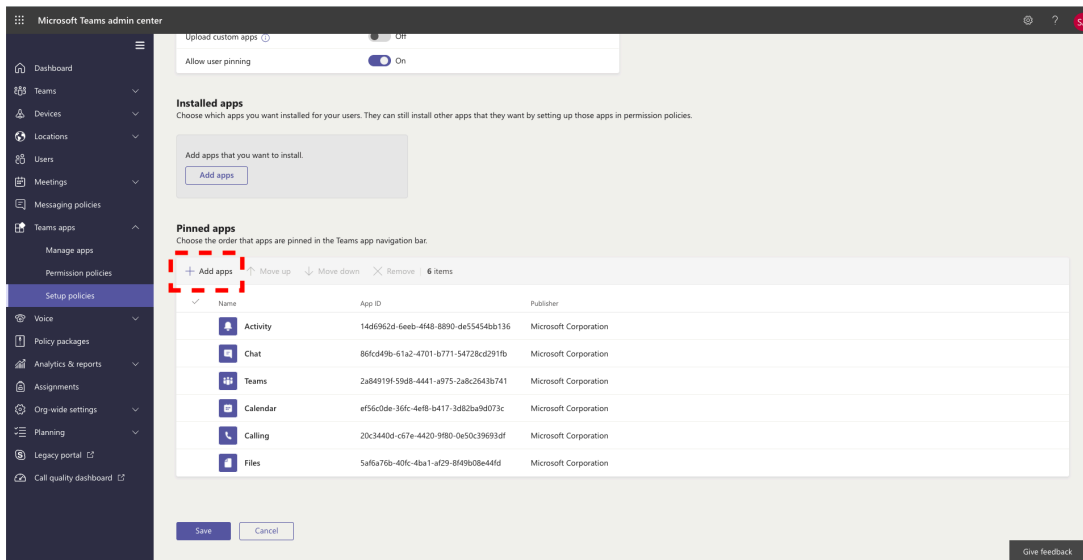 Microsoft Teams admin center
Upload custom apps Off
Allow user pinning On
Dashboard
Teams
Devices
Locations
Users
Meetings
Messaging policies
Teams apps
Manage apps
Permission policies
Setup policies
Voice
Policy packages
Analytics & reports
Assignments
Org-wide settings
Planning
Legacy portal
Call quality dashboard
Installed apps
Choose which apps you want installed for your users. They can still install other apps that they want by setting up those apps in permission policies.
Add apps that you want to install.
Add apps
Pinned apps
Choose the order that apps are pinned in the Teams app navigation bar.
+ Add apps ↑ Move up ↓ Move down × Remove | 6 items
Name App ID Publisher
Activity 14d6962d-6eeb-4f48-8890-de55454bb136 Microsoft Corporation
Chat 86fcd49b-61a2-4701-b771-54728cd291fb Microsoft Corporation
Teams 2a84919f-59d8-4441-a975-2a8c2643b741 Microsoft Corporation
Calendar ef56c0de-36fc-4ef8-b417-3d82ba9d073c Microsoft Corporation
Calling 20c3440d-c67e-4420-9f80-0e50c39693df Microsoft Corporation
Files 5af6a76b-40fc-4ba1-af29-8f49b08e44fd Microsoft Corporation
Save Cancel
Give feedback